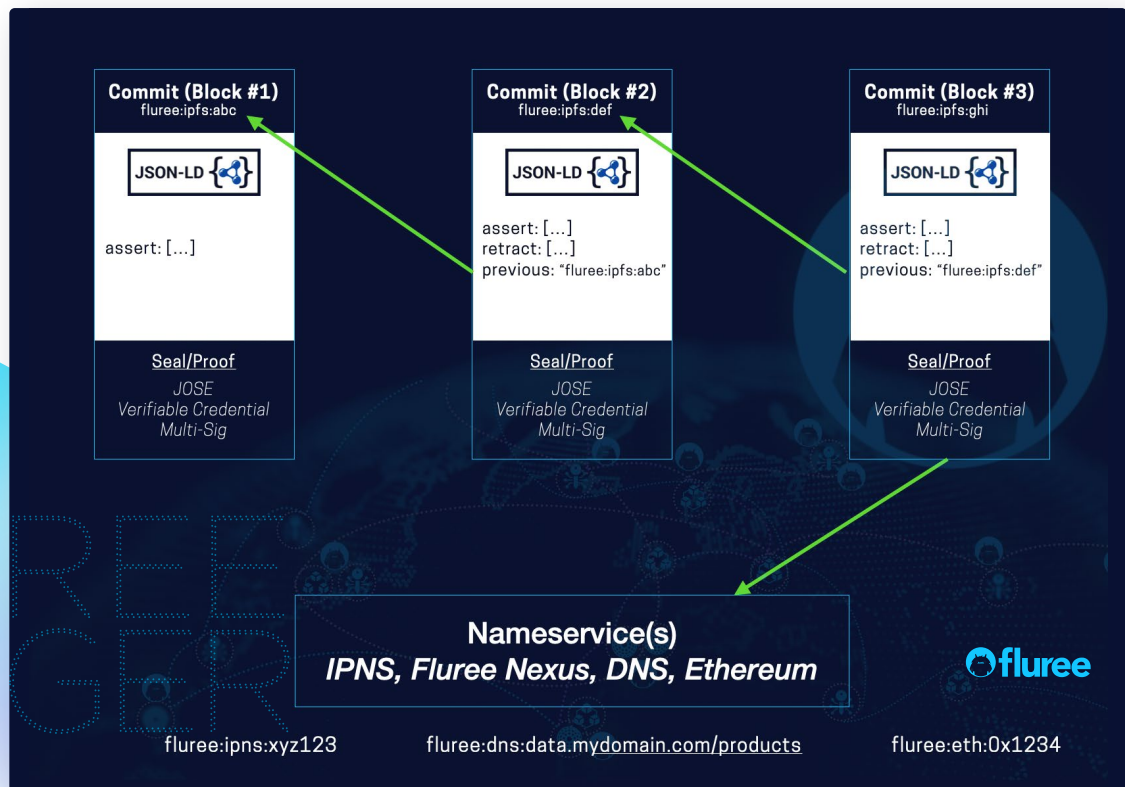 Commit (Block #1)
fluree:ipfs:abc
JSON-LD
assert: [...]
Seal/Proof
JOSE
Verifiable Credential
Multi-Sig
Commit (Block #2)
fluree:ipfs:def
JSON-LD
assert: [...]
retract: [...]
previous: “fluree:ipfs:abc”
Seal/Proof
JOSE
Verifiable Credential
Multi-Sig
Commit (Block #3)
fluree:ipfs:ghi
JSON-LD
assert: [...]
retract: [...]
previous: “fluree:ipfs:def”
Seal/Proof
JOSE
Verifiable Credential
Multi-Sig
REE
GER
Nameservice(s)
IPNS, Fluree Nexus, DNS, Ethereum
fluree
fluree:ipns:xyz123
fluree:dns:data.mydomain.com/products
fluree:eth:0x1234